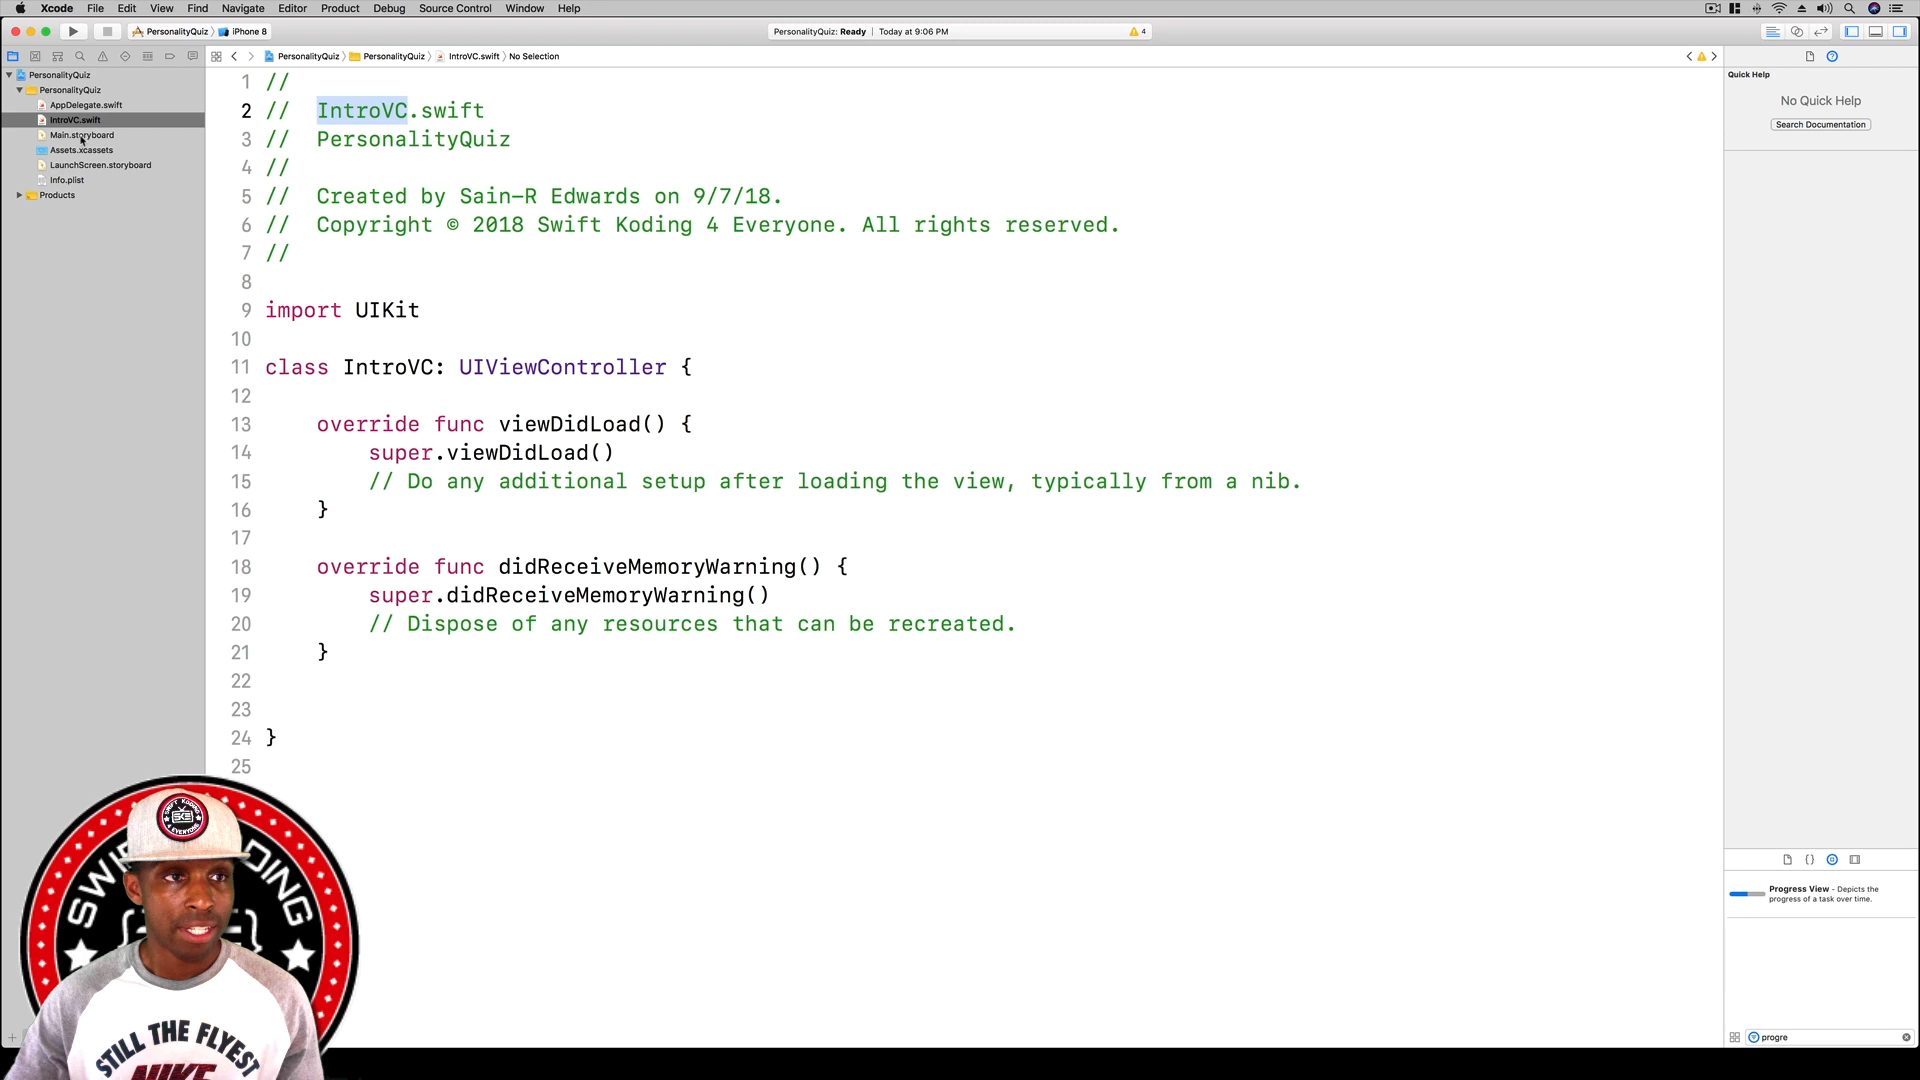 Xcode File Edit View Find Navigate Editor Product Debug Source Control Window Help
PersonalityQuiz iPhone 8
PersonalityQuiz: Ready Today at 9:06 PM 4
PersonalityQuiz PersonalityQuiz IntroVC.swift No Selection
PersonalityQuiz
PersonalityQuiz
AppDelegate.swift
IntroVC.swift
Main.storyboard
Assets.xcassets
LaunchScreen.storyboard
Info.plist
Products
1 //
2 // IntroVC.swift
3 // PersonalityQuiz
4 //
5 // Created by Sain-R Edwards on 9/7/18.
6 // Copyright © 2018 Swift Koding 4 Everyone. All rights reserved.
7 //
8
9 import UIKit
10
11 class IntroVC: UIViewController {
12
13 override func viewDidLoad() {
14 super.viewDidLoad()
15 // Do any additional setup after loading the view, typically from a nib.
16 }
17
18 override func didReceiveMemoryWarning() {
19 super.didReceiveMemoryWarning()
20 // Dispose of any resources that can be recreated.
21 }
22
23
24 }
25
Quick Help
No Quick Help
Search Documentation
Progress View - Depicts the
progress of a task over time.
progre
SWIFT KODING
4 EVERYONE
STILL THE FLYEST
NIKE